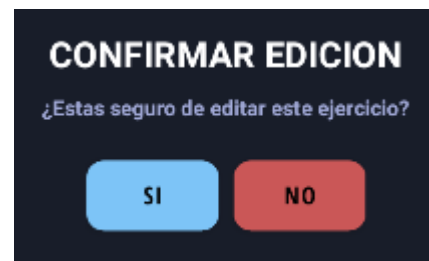 CONFIRMAR EDICION
¿Estas seguro de editar este ejercicio?
SI
NO